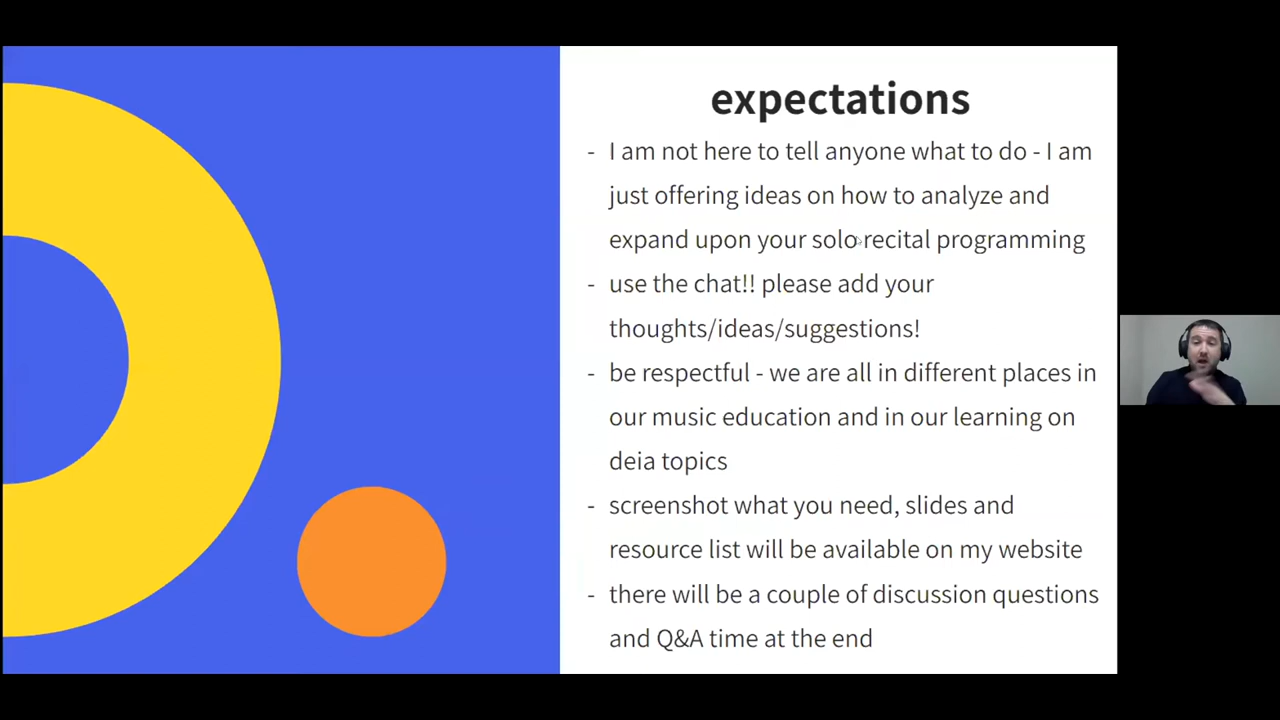 expectations
- I am not here to tell anyone what to do - I am
just offering ideas on how to analyze and
expand upon your solo recital programming
- use the chat!! please add your
thoughts/ideas/suggestions!
- be respectful - we are all in different places in
our music education and in our learning on
deia topics
- screenshot what you need, slides and
resource list will be available on my website
- there will be a couple of discussion questions
and Q&A time at the end